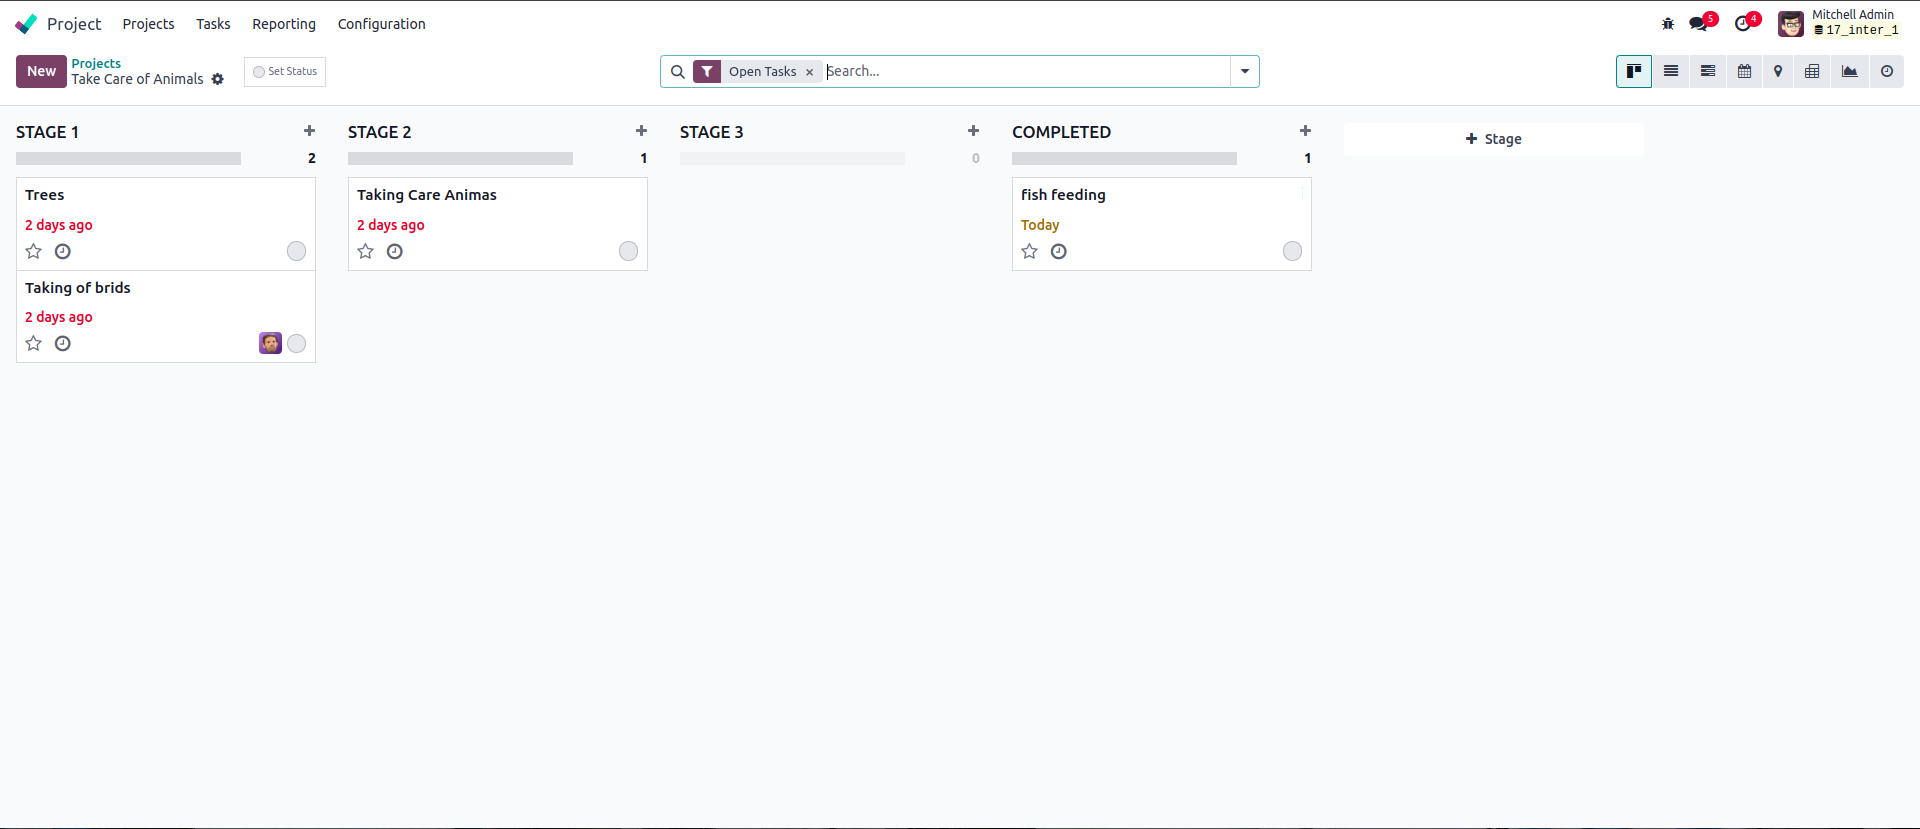 Project Projects Tasks Reporting Configuration 5 4 Mitchell Admin
17_inter_1
New Projects
Take Care of Animals Set Status Open Tasks × Search...
STAGE 1 + STAGE 2 + STAGE 3 + COMPLETED + + Stage
2 1 0 1
Trees
2 days ago
Taking of brids
2 days ago
Taking Care Animas
2 days ago
fish feeding
Today